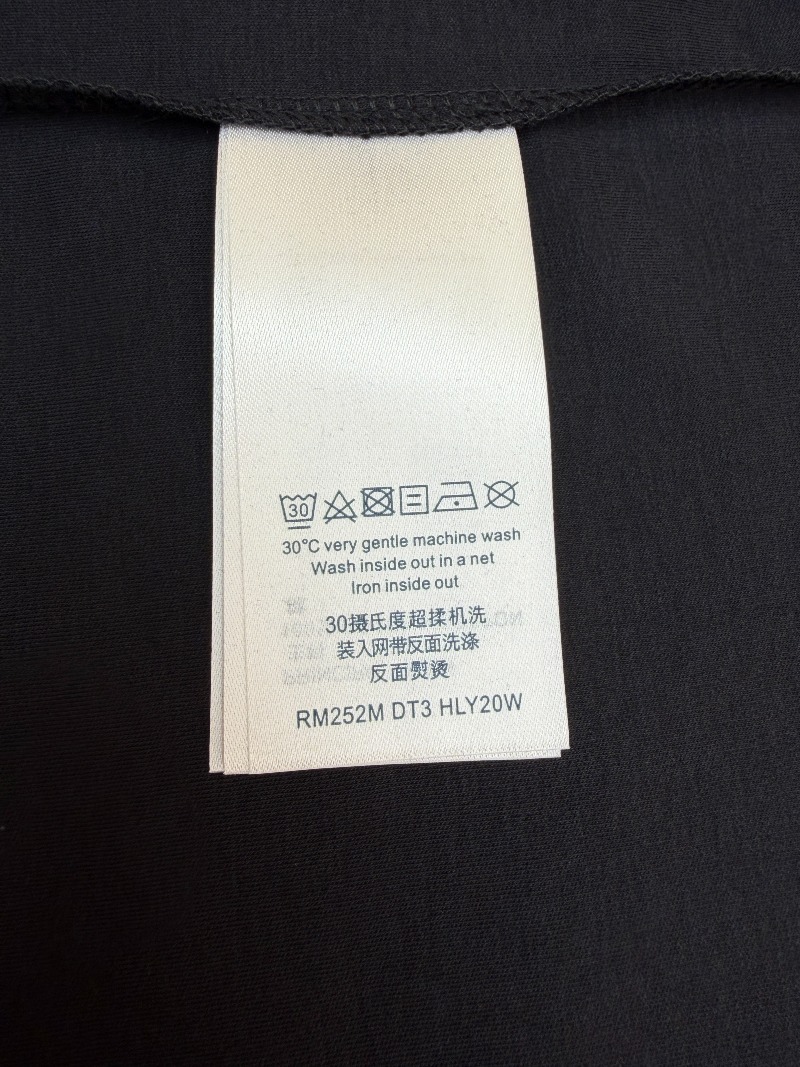 30
30°C very gentle machine wash
Wash inside out in a net
Iron inside out
30摄氏度超揉机洗
装入网带反面洗涤
反面熨烫
RM252M DT3 HLY20W